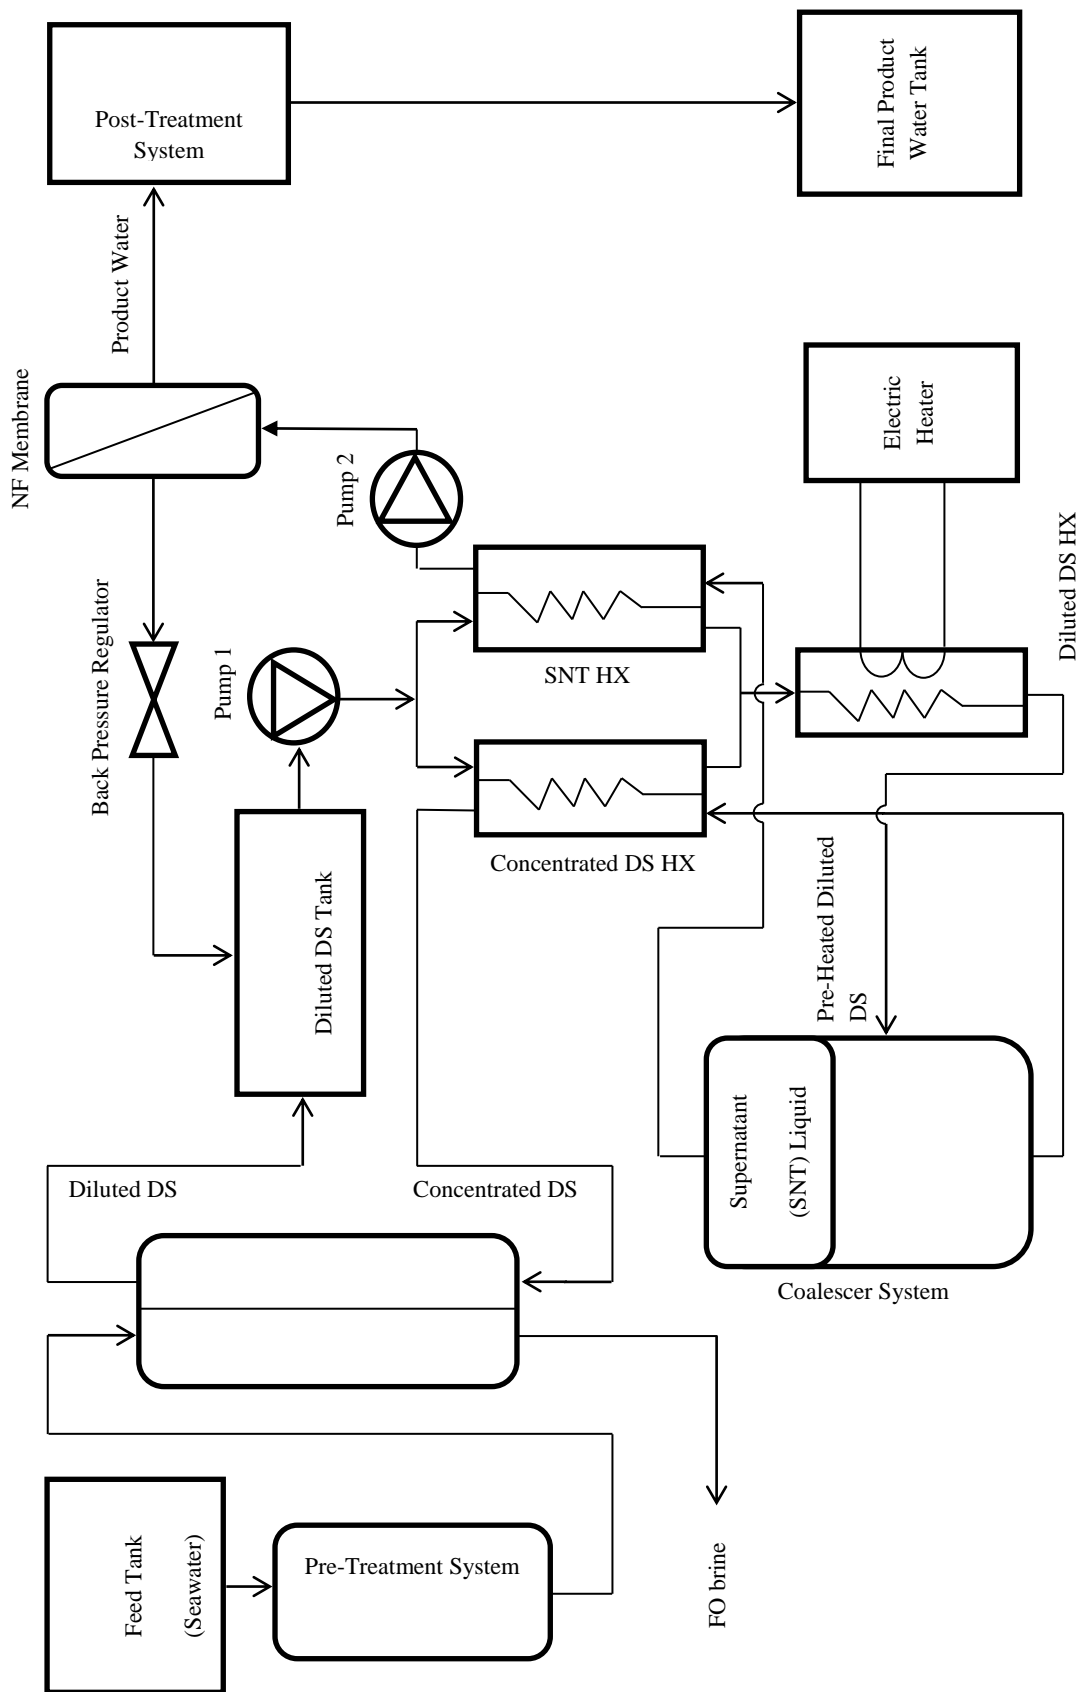 Post-Treatment
System
Final Product
Water Tank
Product Water
NF Membrane
Electric
Heater
Pump 2
Diluted DS HX
Back Pressure Regulator
Pump 1
SNT HX
Concentrated DS HX
Diluted DS Tank
Pre-Heated Diluted
DS
Supernatant
(SNT) Liquid
Diluted DS
Concentrated DS
Coalescer System
Feed Tank
(Seawater)
Pre-Treatment System
FO brine